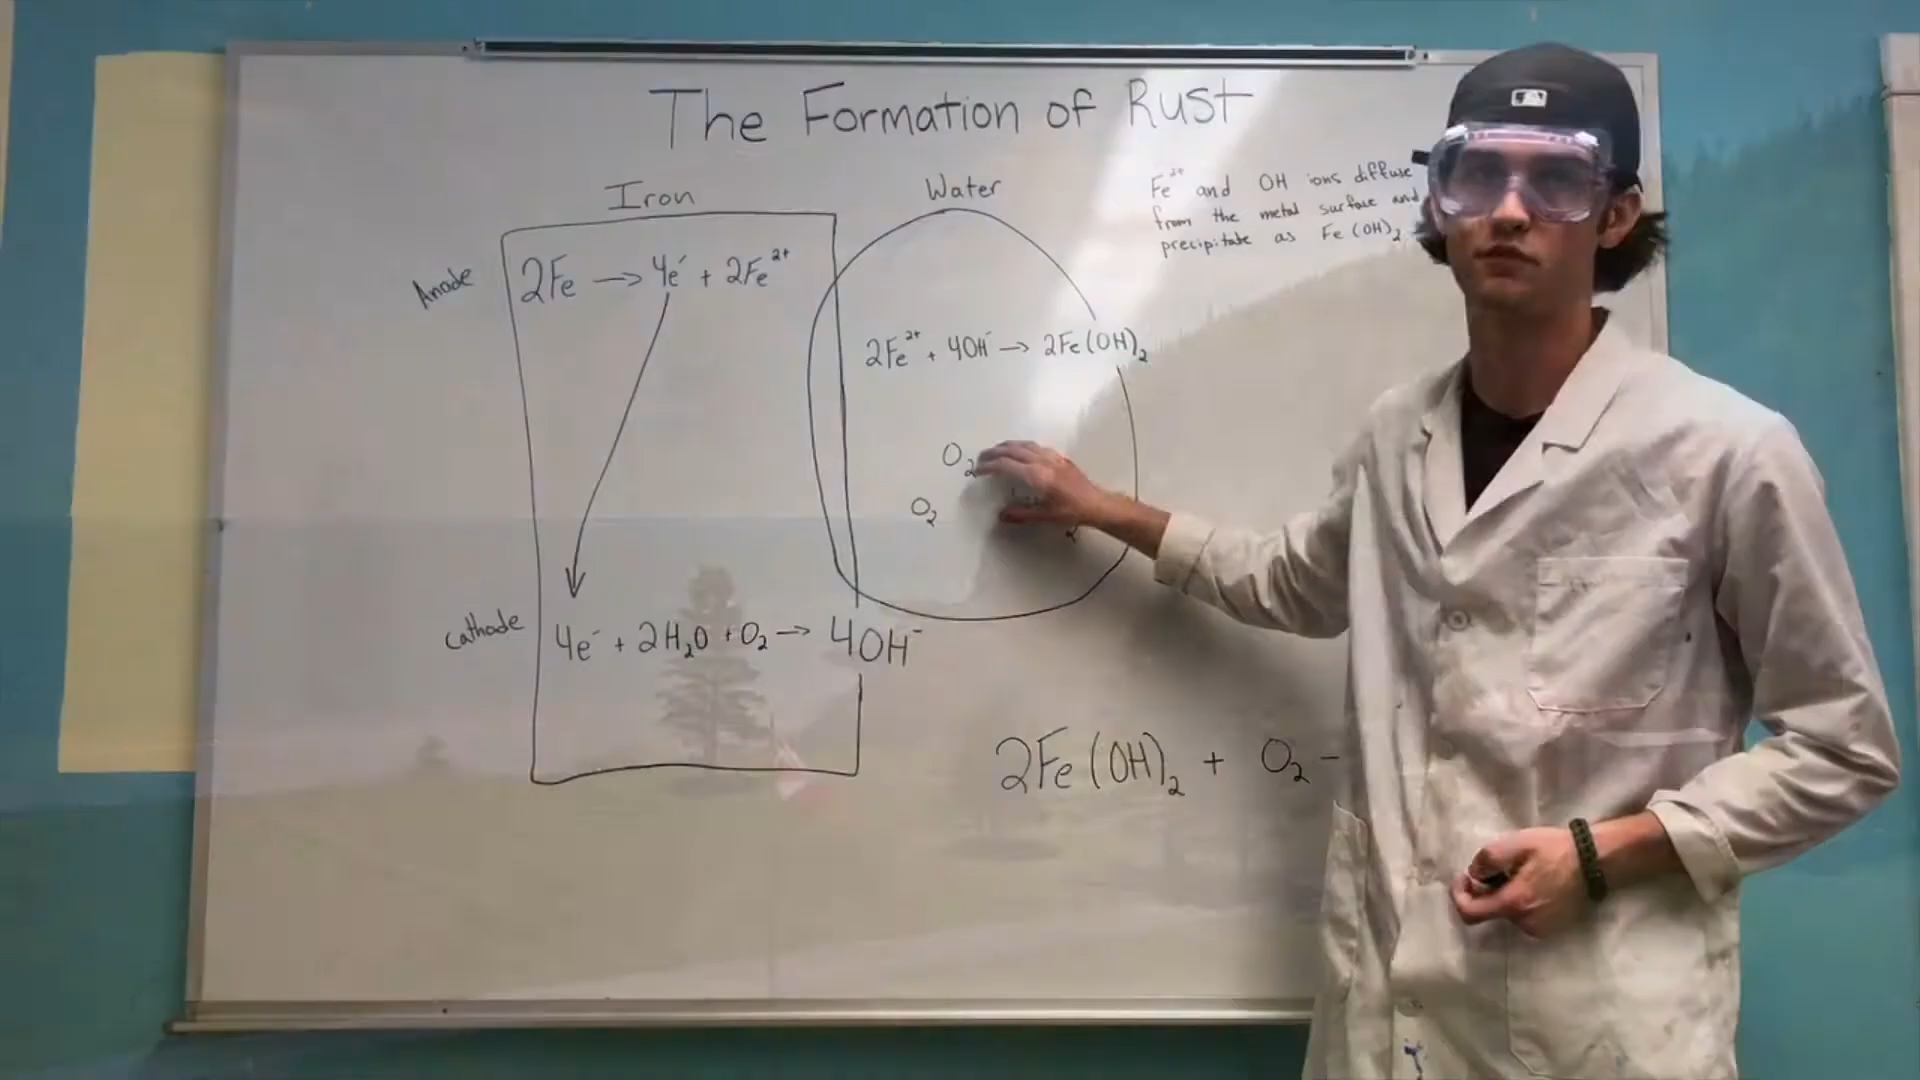 The Formation of Rust
Iron
Water
Fe²⁺ and OH ions diffuse
from the metal surface and
precipitate as Fe(OH)₂
Anode
2Fe → 4e⁻ + 2Fe²⁺
2Fe²⁺ + 4OH⁻ → 2Fe(OH)₂
O₂
O₂
Cathode
4e⁻ + 2H₂O + O₂ → 4OH⁻
2Fe(OH)₂ + O₂ -